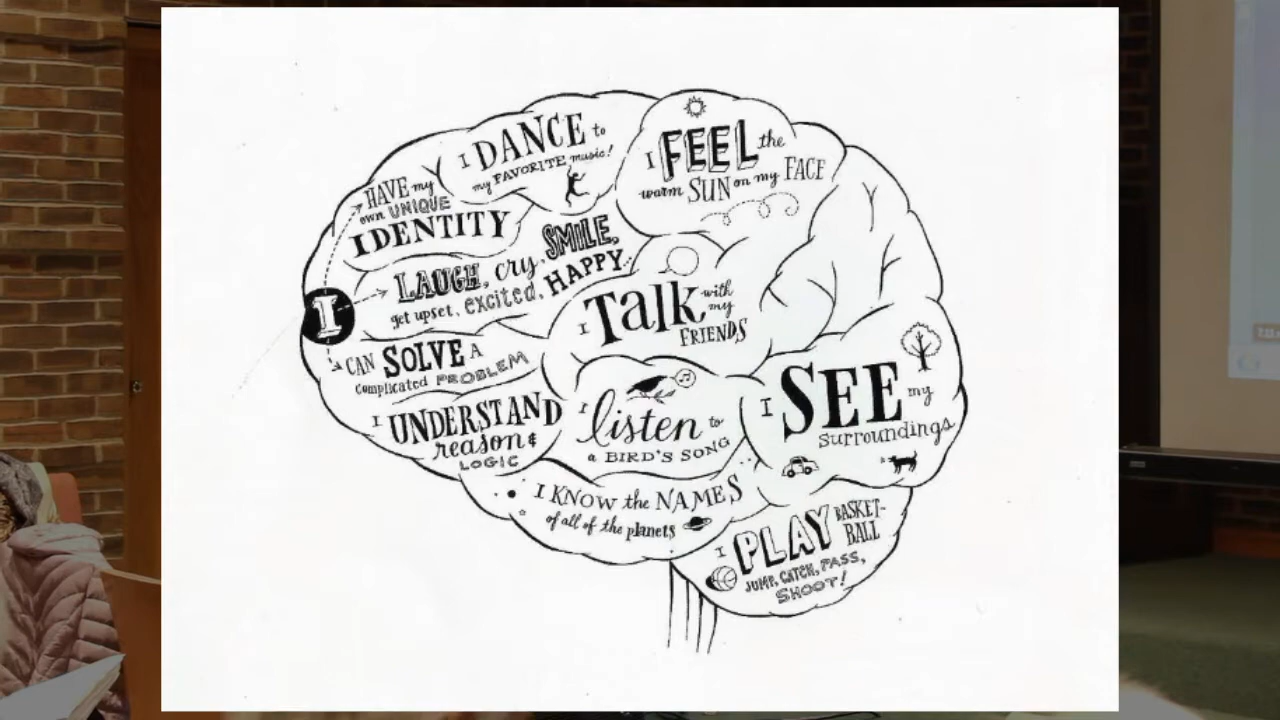 I DANCE to
my FAVORITE music!
I FEEL the
warm SUN on my FACE
I
HAVE my
own UNIQUE
IDENTITY
LAUGH, cry, SMILE,
get upset, excited, HAPPY
CAN SOLVE A
complicated PROBLEM
I UNDERSTAND
reason &
LOGIC
I Talk with
my
FRIENDS
I listen to
a BIRD'S SONG
I SEE my
surroundings
I KNOW the NAMES
of all of the planets
I PLAY BASKET-
BALL
JUMP, CATCH, PASS,
SHOOT!